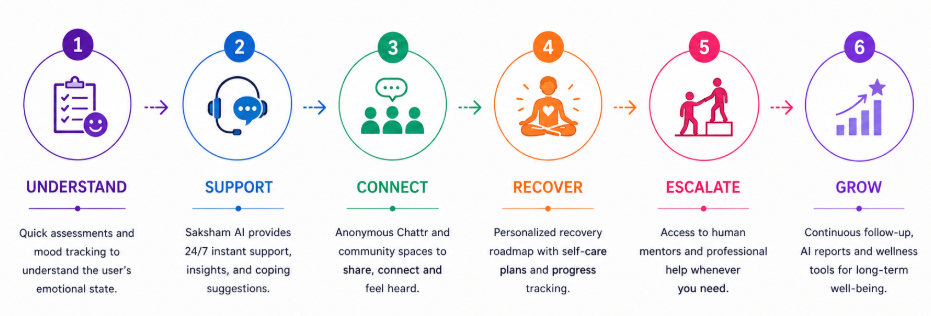 1
2
3
4
5
6
UNDERSTAND
SUPPORT
CONNECT
RECOVER
ESCALATE
GROW
Quick assessments and
mood tracking to
understand the user's
emotional state.
Saksham AI provides
24/7 instant support,
insights, and coping
suggestions.
Anonymous Chattr and
community spaces to
share, connect and
feel heard.
Personalized recovery
roadmap with self-care
plans and progress
tracking.
Access to human
mentors and professional
help whenever
you need.
Continuous follow-up,
AI reports and wellness
tools for long-term
well-being.